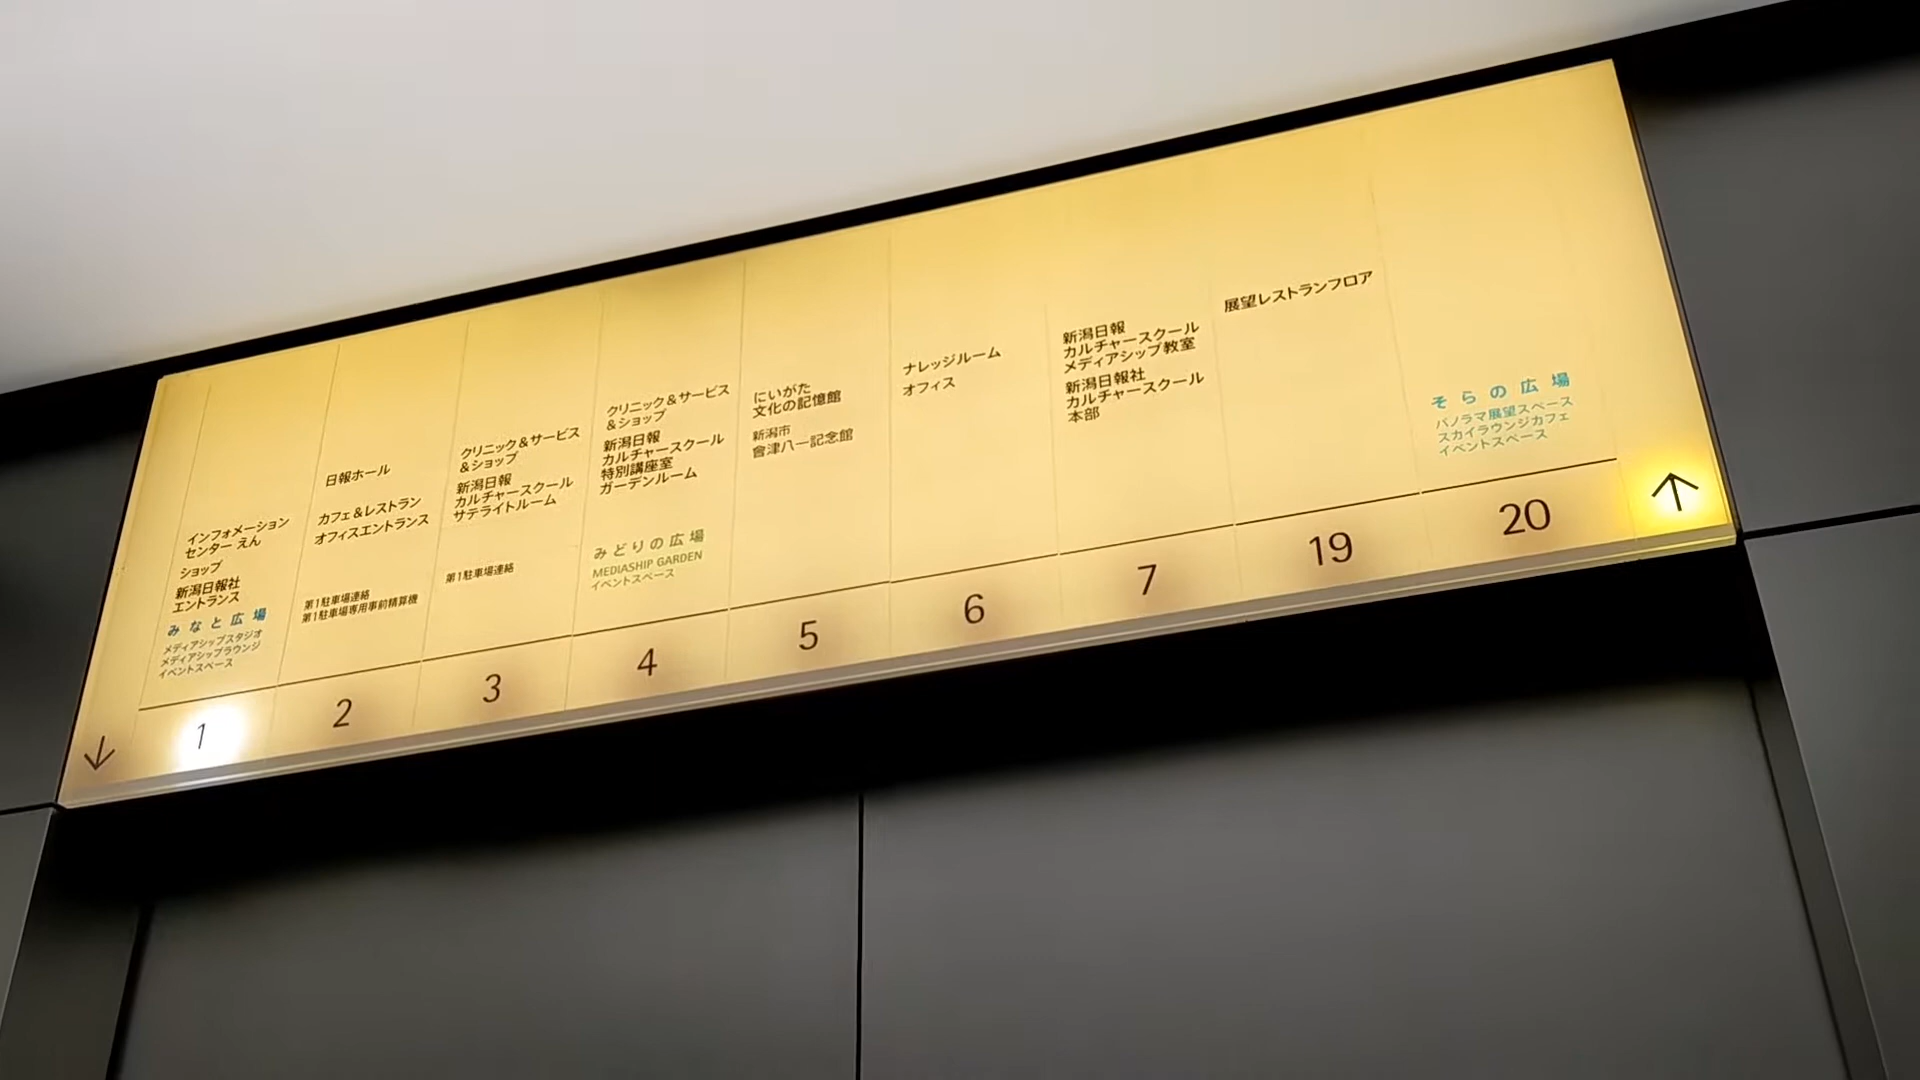 インフォメーション
センター えん
ショップ
新潟日報社
エントランス
みなと広場
メディアシップスタジオ
メディアシップラウンジ
イベントスペース
1
日報ホール
カフェ&レストラン
オフィスエントランス
第1駐車場連絡
第1駐車場専用事前精算機
2
クリニック&サービス
&ショップ
新潟日報
カルチャースクール
サテライトルーム
第1駐車場連絡
3
クリニック&サービス
&ショップ
新潟日報
カルチャースクール
特別講座室
ガーデンルーム
みどりの広場
MEDIASHIP GARDEN
イベントスペース
4
にいがた
文化の記憶館
新潟市
會津八一記念館
5
ナレッジルーム
オフィス
6
新潟日報
カルチャースクール
メディアシップ教室
新潟日報社
カルチャースクール
本部
7
展望レストランフロア
19
そらの広場
パノラマ展望スペース
スカイラウンジカフェ
イベントスペース
20